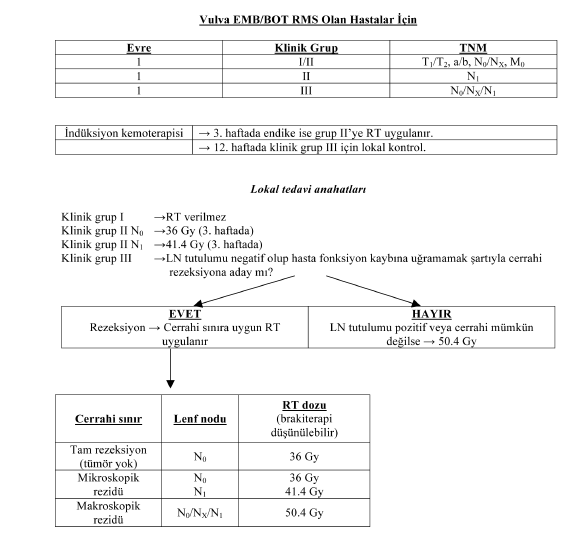 Vulva EMB/BOT RMS Olan Hastalar İçin
Evre Klinik Grup TNM
1 I/II T₁/T₂, a/b, N₀/Nₓ, M₀
1 II N₁
1 III N₀/Nₓ/N₁
İndüksiyon kemoterapisi → 3. haftada endike ise grup II'ye RT uygulanır.
→ 12. haftada klinik grup III için lokal kontrol.
Lokal tedavi anahatları
Klinik grup I →RT verilmez
Klinik grup II N₀ →36 Gy (3. haftada)
Klinik grup II N₁ →41.4 Gy (3. haftada)
Klinik grup III →LN tutulumu negatif olup hasta fonksiyon kaybına uğramamak şartıyla cerrahi
rezeksiyona aday mı?
EVET
Rezeksiyon → Cerrahi sınıra uygun RT
uygulanır
HAYIR
LN tutulumu pozitif veya cerrahi mümkün
değilse → 50.4 Gy
Cerrahi sınır Lenf nodu RT dozu
(brakiterapi
düşünülebilir)
Tam rezeksiyon
(tümör yok) N₀ 36 Gy
Mikroskopik N₀ 36 Gy
rezidü N₁ 41.4 Gy
Makroskopik
rezidü N₀/Nₓ/N₁ 50.4 Gy